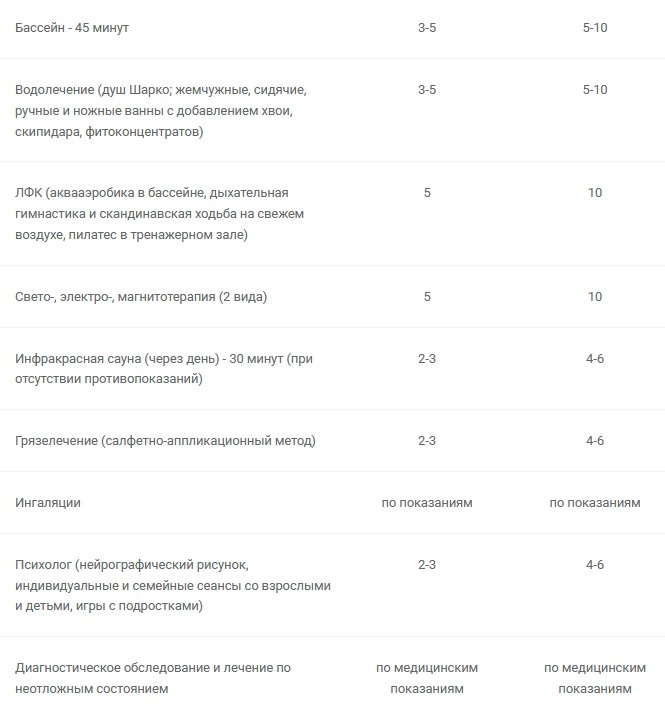 Бассейн - 45 минут 3-5 5-10
Водолечение (душ Шарко; жемчужные, сидячие, 3-5 5-10
ручные и ножные ванны с добавлением хвои,
скипидара, фитоконцентратов)
ЛФК (аквааэробика в бассейне, дыхательная 5 10
гимнастика и скандинавская ходьба на свежем
воздухе, пилатес в тренажерном зале)
Свето-, электро-, магнитотерапия (2 вида) 5 10
Инфракрасная сауна (через день) - 30 минут (при 2-3 4-6
отсутствии противопоказаний)
Грязелечение (салфетно-аппликационный метод) 2-3 4-6
Ингаляции по показаниям по показаниям
Психолог (нейрографический рисунок, 2-3 4-6
индивидуальные и семейные сеансы со взрослыми
и детьми, игры с подростками)
Диагностическое обследование и лечение по по медицинским по медицинским
неотложным состоянием показаниям показаниям